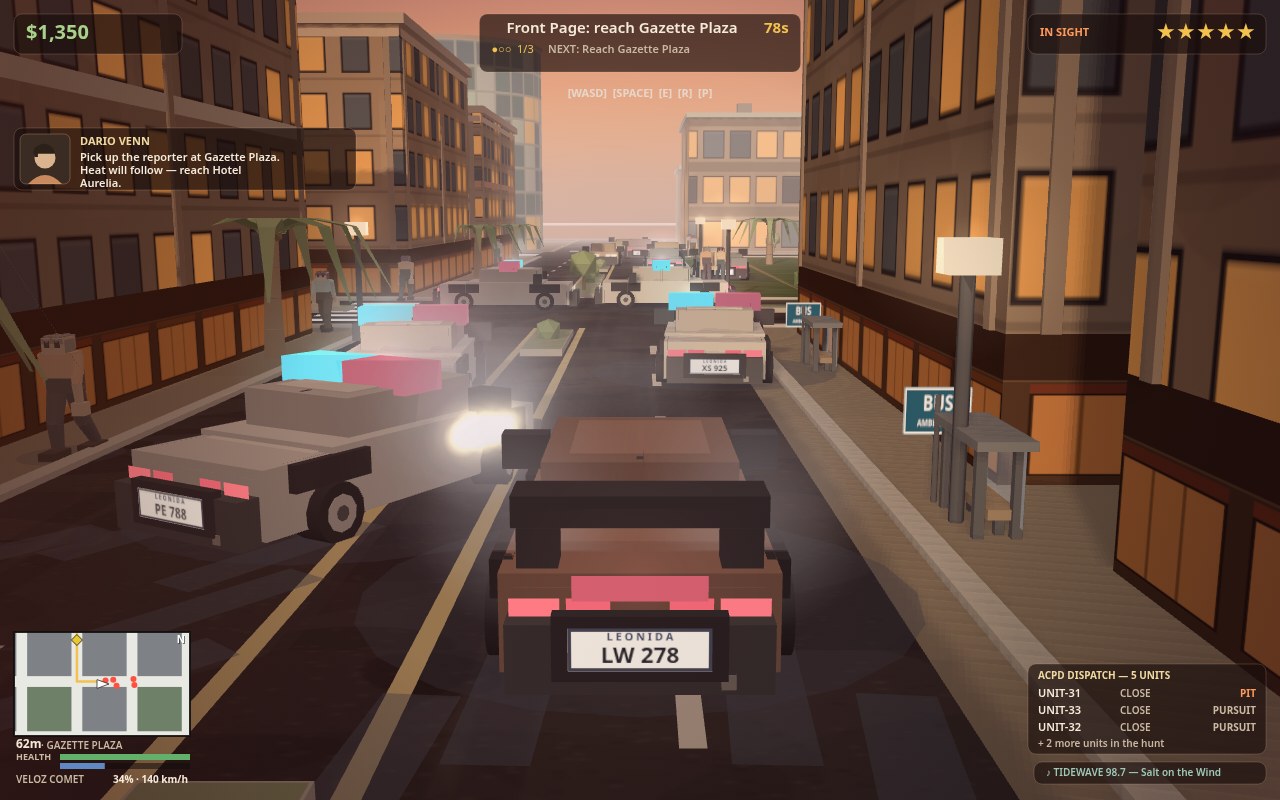 $1,350
Front Page: reach Gazette Plaza 78s
1/3 NEXT: Reach Gazette Plaza
IN SIGHT ★★★★★
[WASD] [SPACE] [E] [R] [P]
DARIO VENN
Pick up the reporter at Gazette Plaza.
Heat will follow — reach Hotel
Aurelia.
BUS
LEONIDA
XS 925
BUS
LEONIDA
PE 788
LEONIDA
LW 278
N
62m · GAZETTE PLAZA
HEALTH
VELOZ COMET 34% · 140 km/h
ACPD DISPATCH — 5 UNITS
UNIT-31 CLOSE PIT
UNIT-33 CLOSE PURSUIT
UNIT-32 CLOSE PURSUIT
+ 2 more units in the hunt
♪ TIDEWAVE 98.7 — Salt on the Wind